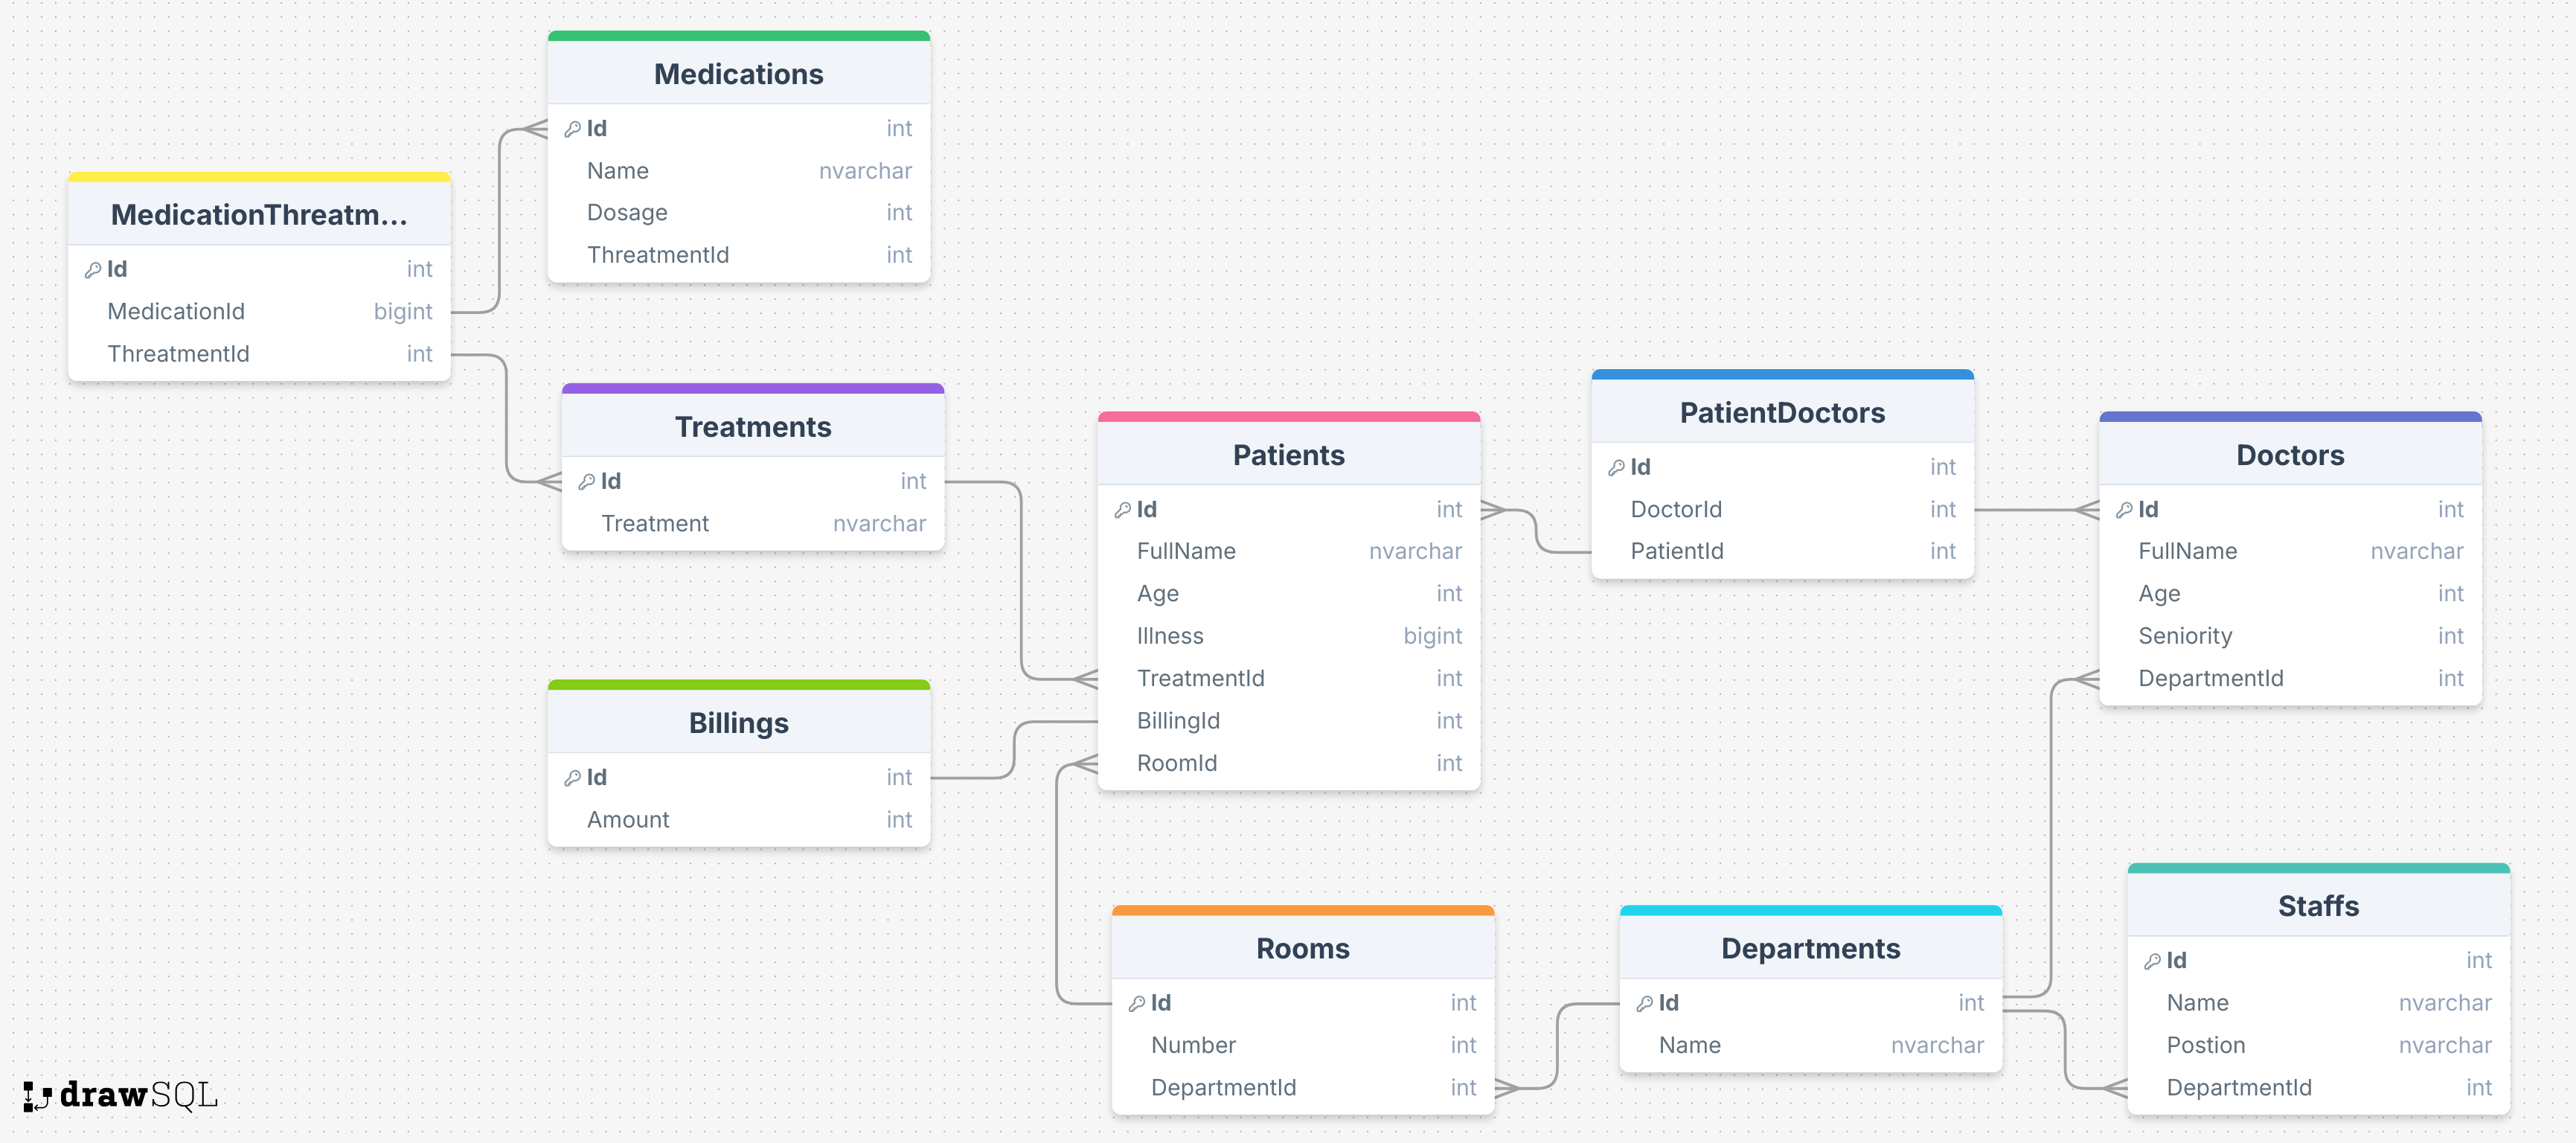 Medications
Id int
Name nvarchar
Dosage int
ThreatmentId int
MedicationThreatm...
Id int
MedicationId bigint
ThreatmentId int
Treatments
Id int
Treatment nvarchar
Patients
Id int
FullName nvarchar
Age int
Illness bigint
TreatmentId int
BillingId int
RoomId int
PatientDoctors
Id int
DoctorId int
PatientId int
Doctors
Id int
FullName nvarchar
Age int
Seniority int
DepartmentId int
Billings
Id int
Amount int
Rooms
Id int
Number int
DepartmentId int
Departments
Id int
Name nvarchar
Staffs
Id int
Name nvarchar
Postion nvarchar
DepartmentId int
drawSQL